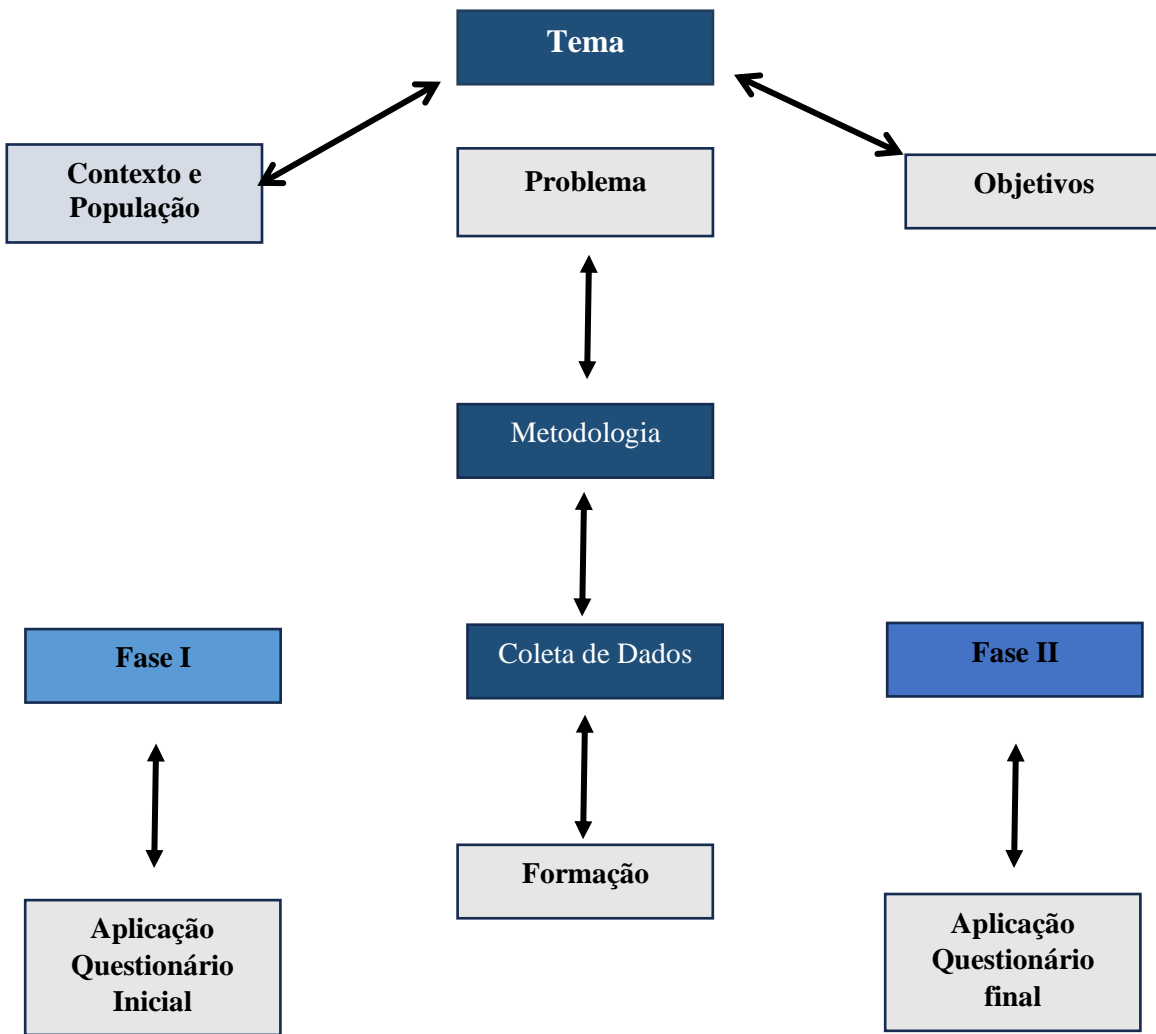 Tema
Contexto e
População
Problema
Objetivos
Metodologia
Fase I
Coleta de Dados
Fase II
Formação
Aplicação
Questionário
Inicial
Aplicação
Questionário
final